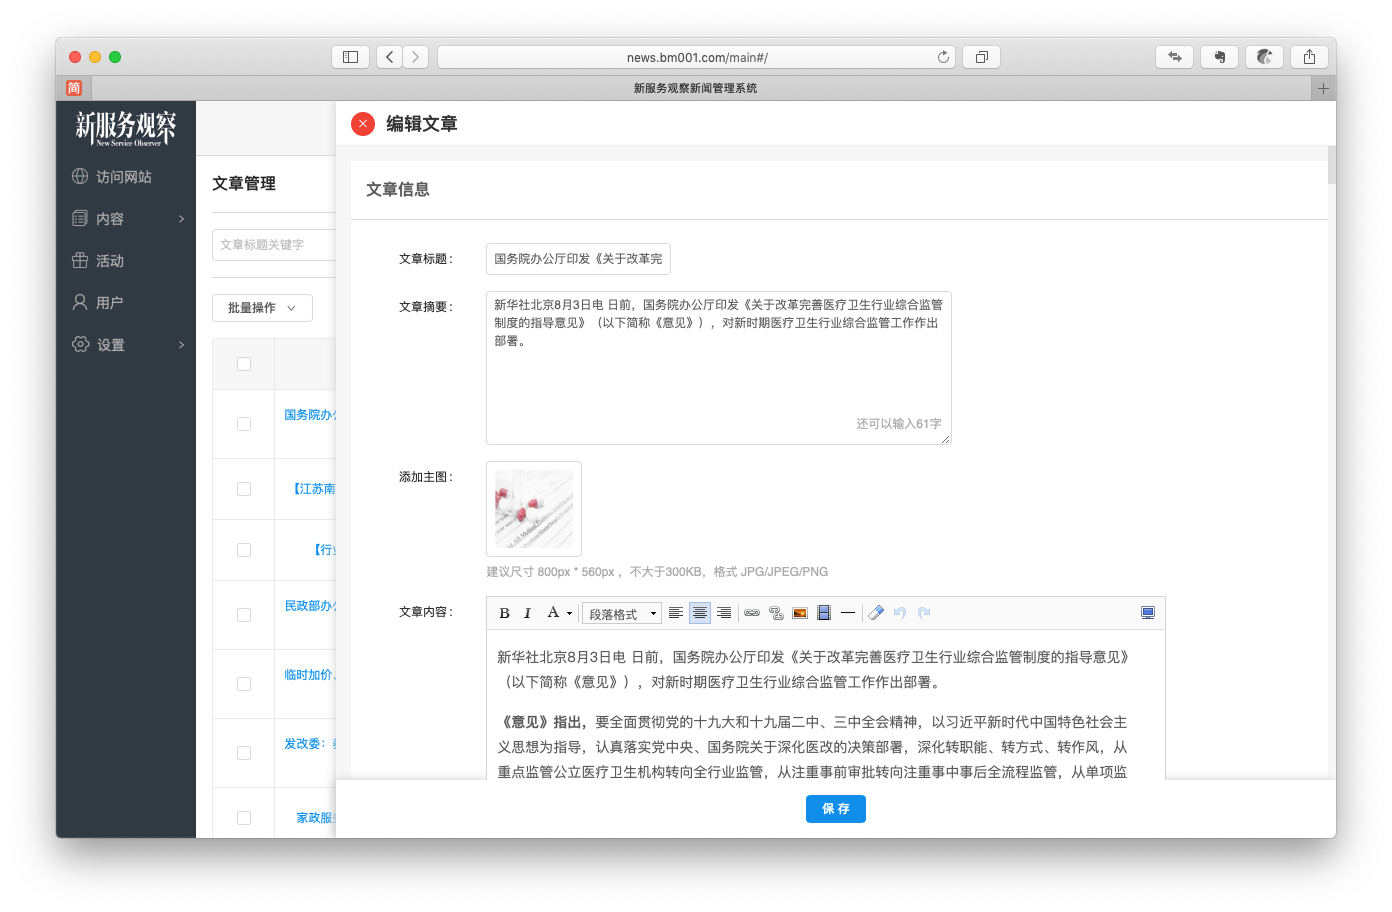 news.bm001.com/main#/
简
新服务观察新闻管理系统
新服务观察
New Service Observer
访问网站
内容
活动
用户
设置
文章管理
文章标题关键字
批量操作
国务院办公
【江苏南
【行业
民政部办公
临时加价、
发改委：
家政服务
编辑文章
文章信息
文章标题：
国务院办公厅印发《关于改革完
文章摘要：
新华社北京8月3日电 日前，国务院办公厅印发《关于改革完善医疗卫生行业综合监管
制度的指导意见》（以下简称《意见》），对新时期医疗卫生行业综合监管工作作出
部署。
还可以输入61字
添加主图：
建议尺寸 800px * 560px ，不大于300KB，格式 JPG/JPEG/PNG
文章内容：
B I A 段落格式
新华社北京8月3日电 日前，国务院办公厅印发《关于改革完善医疗卫生行业综合监管制度的指导意见》
（以下简称《意见》），对新时期医疗卫生行业综合监管工作作出部署。
《意见》指出，要全面贯彻党的十九大和十九届二中、三中全会精神，以习近平新时代中国特色社会主
义思想为指导，认真落实党中央、国务院关于深化医改的决策部署，深化转职能、转方式、转作风，从
重点监管公立医疗卫生机构转向全行业监管，从注重事前审批转向注重事中事后全流程监管，从单项监
保 存